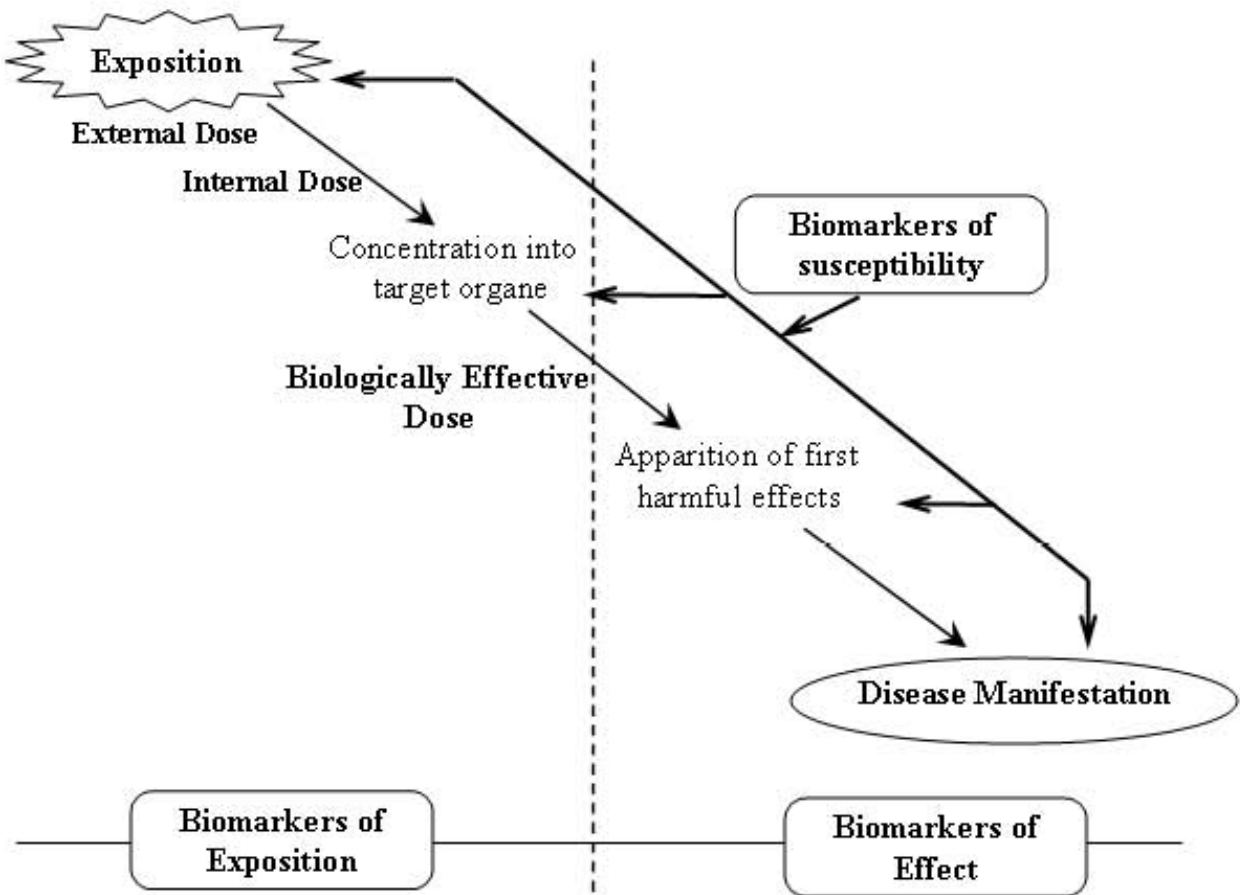 Exposition
External Dose
Internal Dose
Concentration into
target organe
Biomarkers of
susceptibility
Biologically Effective
Dose
Apparition of first
harmful effects
Disease Manifestation
Biomarkers of
Exposition
Biomarkers of
Effect